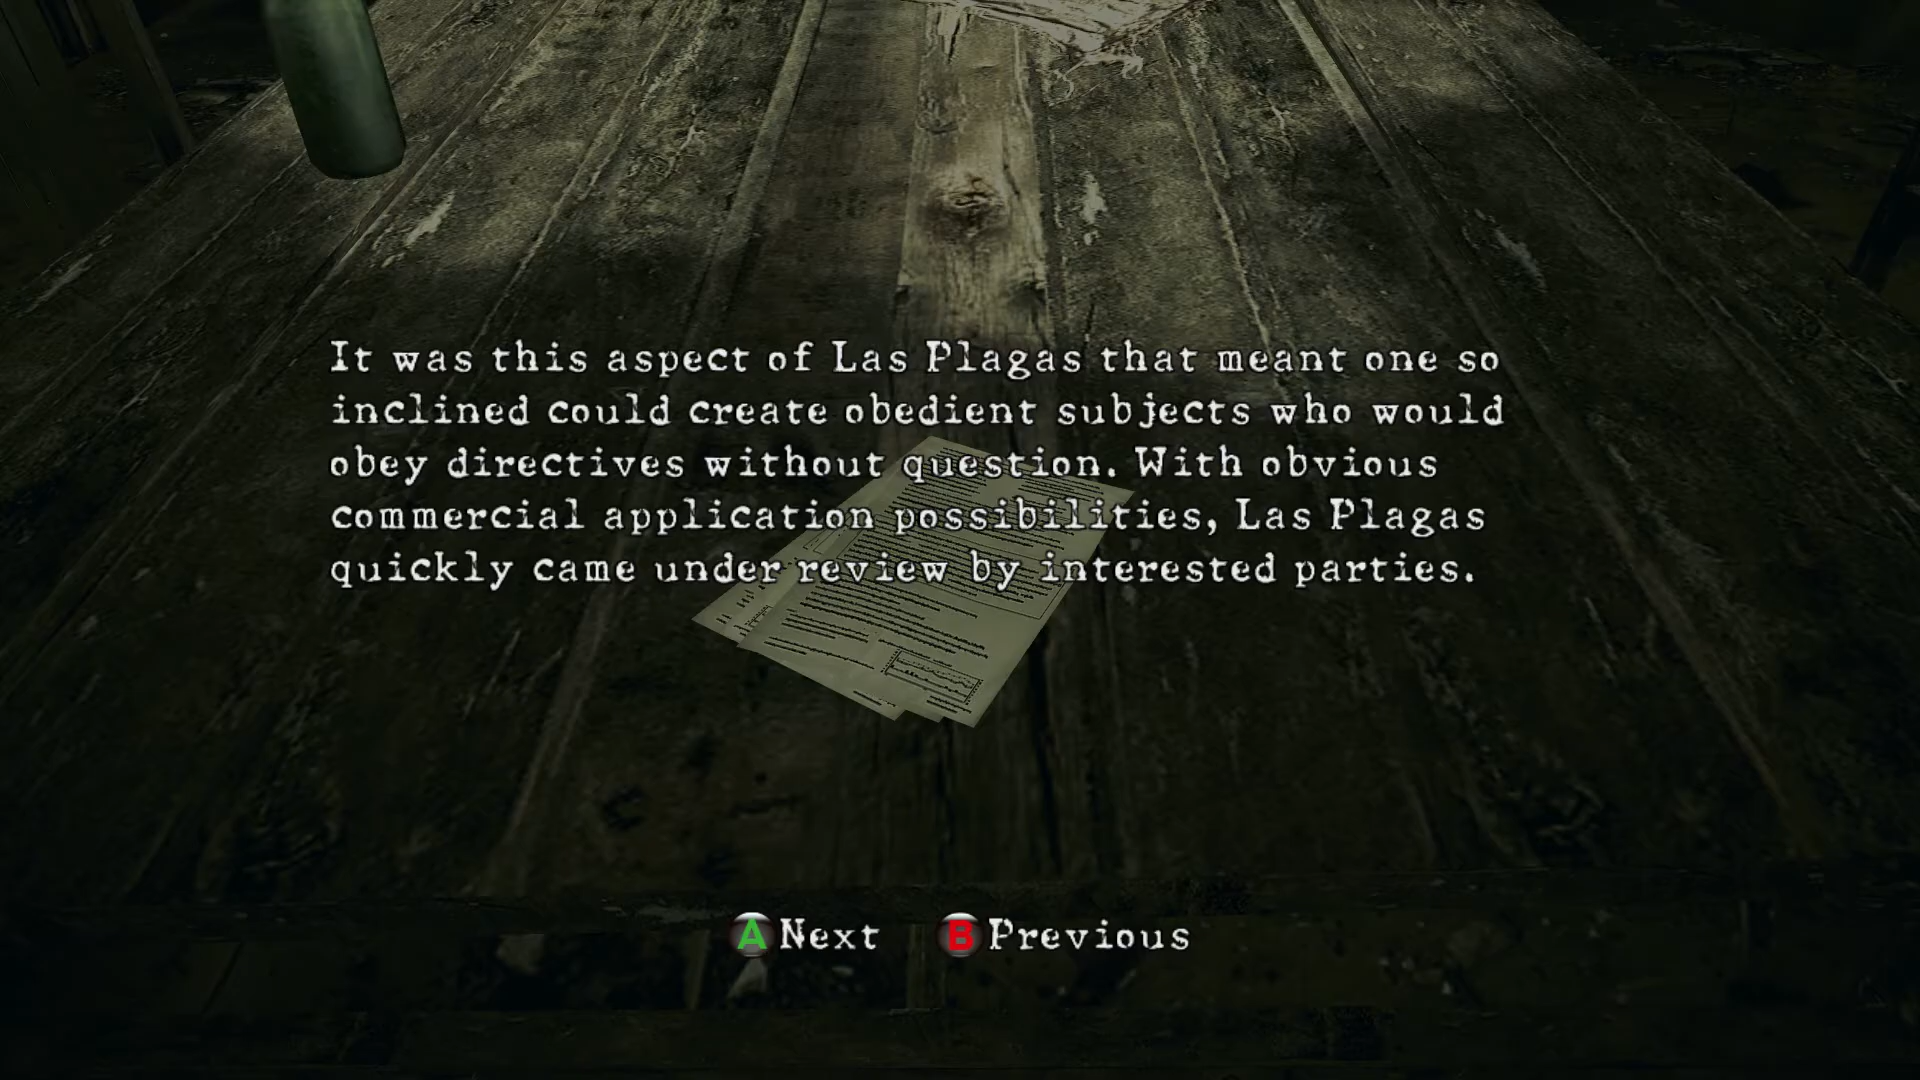 It was this aspect of Las Plagas that meant one so
inclined could create obedient subjects who would
obey directives without question. With obvious
commercial application possibilities, Las Plagas
quickly came under review by interested parties.
A Next B Previous